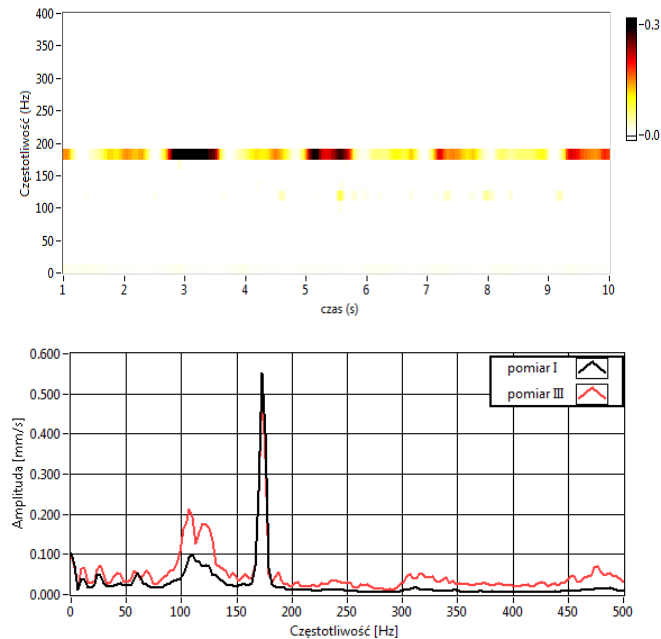 400
350
300
250
200
150
100
50
0
Częstotliwość (Hz)
1 2 3 4 5 6 7 8 9 10
czas (s)
0.3
0.0
0.600
0.500
0.400
0.300
0.200
0.100
0.000
Amplituda [mm/s]
pomiar I
pomiar III
0 50 100 150 200 250 300 350 400 450 500
Częstotliwość [Hz]